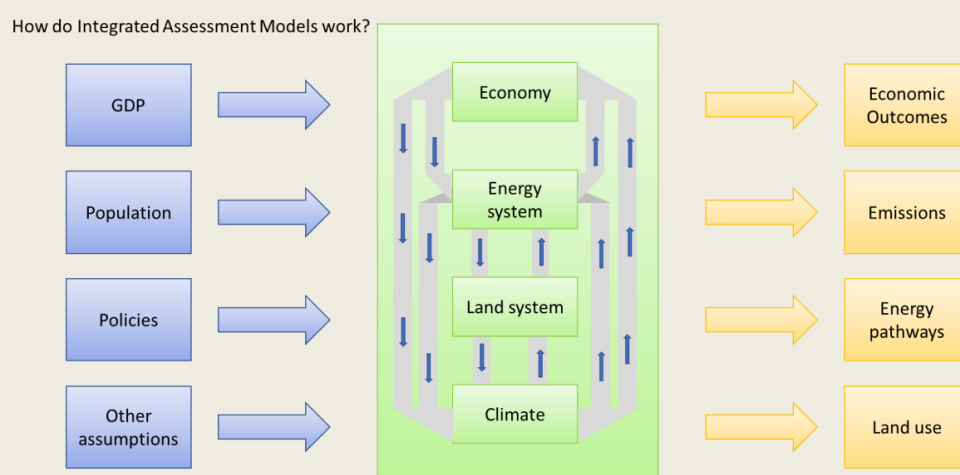 How do Integrated Assessment Models work?
GDP
Economy
Economic
Outcomes
Population
Energy
system
Emissions
Policies
Land system
Energy
pathways
Other
assumptions
Climate
Land use